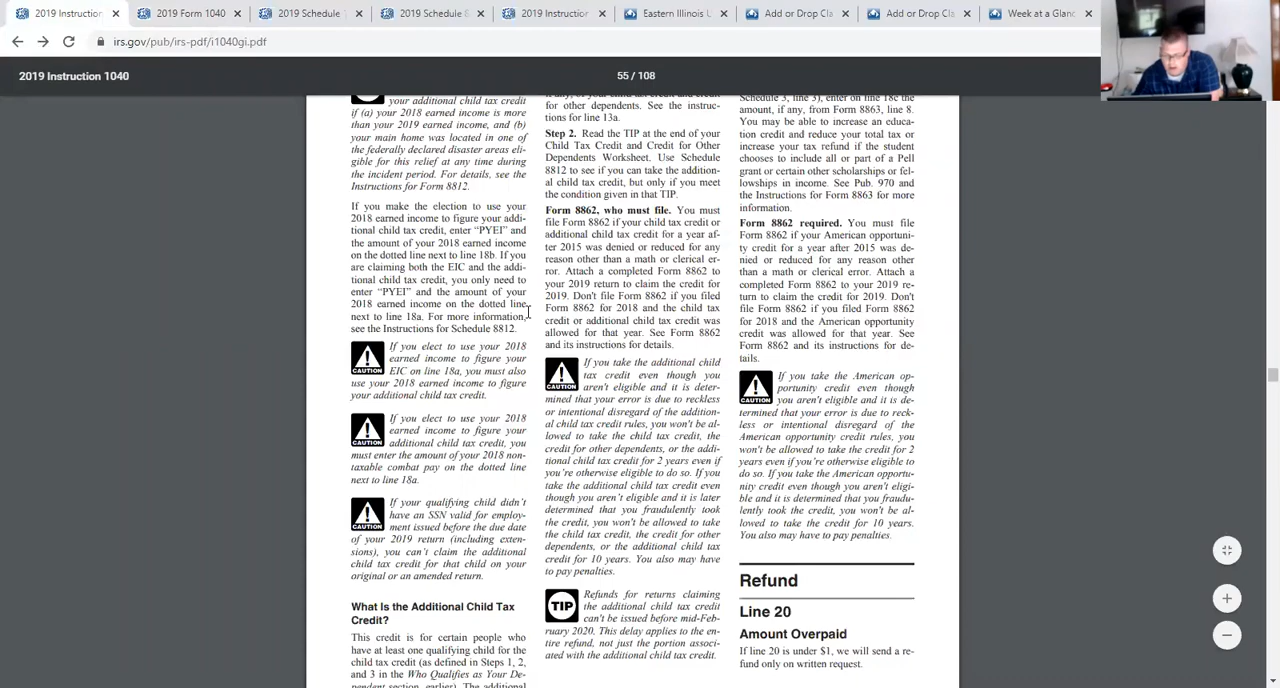 2019 Instruction
2019 Form 1040
2019 Schedule
2019 Schedule
2019 Instruction
Eastern Illinois U
Add or Drop Cla
Add or Drop Cla
Week at a Glanc
irs.gov/pub/irs-pdf/i1040gi.pdf
2019 Instruction 1040
55 / 108
your additional child tax credit
if (a) your 2018 earned income is more
than your 2019 earned income, and (b)
your main home was located in one of
the federally declared disaster areas eli-
gible for this relief at any time during
the incident period. For details, see the
Instructions for Form 8812.
If you make the election to use your
2018 earned income to figure your addi-
tional child tax credit, enter “PYEI” and
the amount of your 2018 earned income
on the dotted line next to line 18b. If you
are claiming both the EIC and the addi-
tional child tax credit, you only need to
enter “PYEI” and the amount of your
2018 earned income on the dotted line
next to line 18a. For more information,
see the Instructions for Schedule 8812.
CAUTION
If you elect to use your 2018
earned income to figure your
EIC on line 18a, you must also
use your 2018 earned income to figure
your additional child tax credit.
CAUTION
If you elect to use your 2018
earned income to figure your
additional child tax credit, you
must enter the amount of your 2018 non-
taxable combat pay on the dotted line
next to line 18a.
CAUTION
If your qualifying child didn't
have an SSN valid for employ-
ment issued before the due date
of your 2019 return (including exten-
sions), you can't claim the additional
child tax credit for that child on your
original or an amended return.
What Is the Additional Child Tax
Credit?
This credit is for certain people who
have at least one qualifying child for the
child tax credit (as defined in Steps 1, 2,
and 3 in the Who Qualifies as Your De-
pendent section, earlier). The additional
for other dependents. See the instruc-
tions for line 13a.
Step 2. Read the TIP at the end of your
Child Tax Credit and Credit for Other
Dependents Worksheet. Use Schedule
8812 to see if you can take the addition-
al child tax credit, but only if you meet
the condition given in that TIP.
Form 8862, who must file. You must
file Form 8862 if your child tax credit or
additional child tax credit for a year af-
ter 2015 was denied or reduced for any
reason other than a math or clerical er-
ror. Attach a completed Form 8862 to
your 2019 return to claim the credit for
2019. Don't file Form 8862 if you filed
Form 8862 for 2018 and the child tax
credit or additional child tax credit was
allowed for that year. See Form 8862
and its instructions for details.
CAUTION
If you take the additional child
tax credit even though you
aren't eligible and it is deter-
mined that your error is due to reckless
or intentional disregard of the addition-
al child tax credit rules, you won't be al-
lowed to take the child tax credit, the
credit for other dependents, or the addi-
tional child tax credit for 2 years even if
you're otherwise eligible to do so. If you
take the additional child tax credit even
though you aren't eligible and it is later
determined that you fraudulently took
the credit, you won't be allowed to take
the child tax credit, the credit for other
dependents, or the additional child tax
credit for 10 years. You also may have
to pay penalties.
TIP
Refunds for returns claiming
the additional child tax credit
can't be issued before mid-Feb-
ruary 2020. This delay applies to the en-
tire refund, not just the portion associ-
ated with the additional child tax credit.
Schedule 3, line 3), enter on line 18c the
amount, if any, from Form 8863, line 8.
You may be able to increase an educa-
tion credit and reduce your total tax or
increase your tax refund if the student
chooses to include all or part of a Pell
grant or certain other scholarships or fel-
lowships in income. See Pub. 970 and
the Instructions for Form 8863 for more
information.
Form 8862 required. You must file
Form 8862 if your American opportuni-
ty credit for a year after 2015 was de-
nied or reduced for any reason other
than a math or clerical error. Attach a
completed Form 8862 to your 2019 re-
turn to claim the credit for 2019. Don't
file Form 8862 if you filed Form 8862
for 2018 and the American opportunity
credit was allowed for that year. See
Form 8862 and its instructions for de-
tails.
CAUTION
If you take the American op-
portunity credit even though
you aren't eligible and it is de-
termined that your error is due to reck-
less or intentional disregard of the
American opportunity credit rules, you
won't be allowed to take the credit for 2
years even if you're otherwise eligible to
do so. If you take the American opportu-
nity credit even though you aren't eligi-
ble and it is determined that you fraudu-
lently took the credit, you won't be al-
lowed to take the credit for 10 years.
You also may have to pay penalties.
Refund
Line 20
Amount Overpaid
If line 20 is under $1, we will send a re-
fund only on written request.